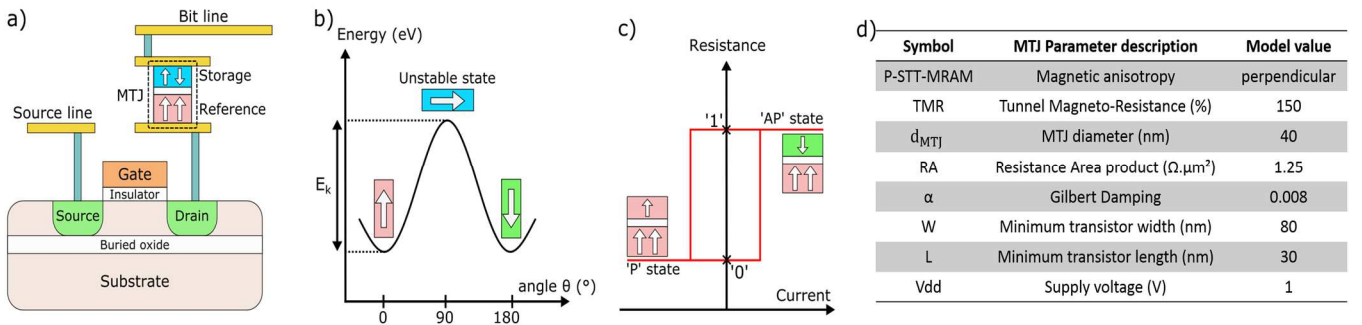 a)
Bit line
Storage
MTJ
Reference
Source line
Gate
Insulator
Source
Drain
Buried oxide
Substrate
b)
Energy (eV)
Unstable state
Eₖ
angle θ (°)
0 90 180
c)
Resistance
'1'
'AP' state
'P' state
'0'
Current
d)
Symbol MTJ Parameter description Model value
P-STT-MRAM Magnetic anisotropy perpendicular
TMR Tunnel Magneto-Resistance (%) 150
d_MTJ MTJ diameter (nm) 40
RA Resistance Area product (Ω.μm²) 1.25
α Gilbert Damping 0.008
W Minimum transistor width (nm) 80
L Minimum transistor length (nm) 30
Vdd Supply voltage (V) 1